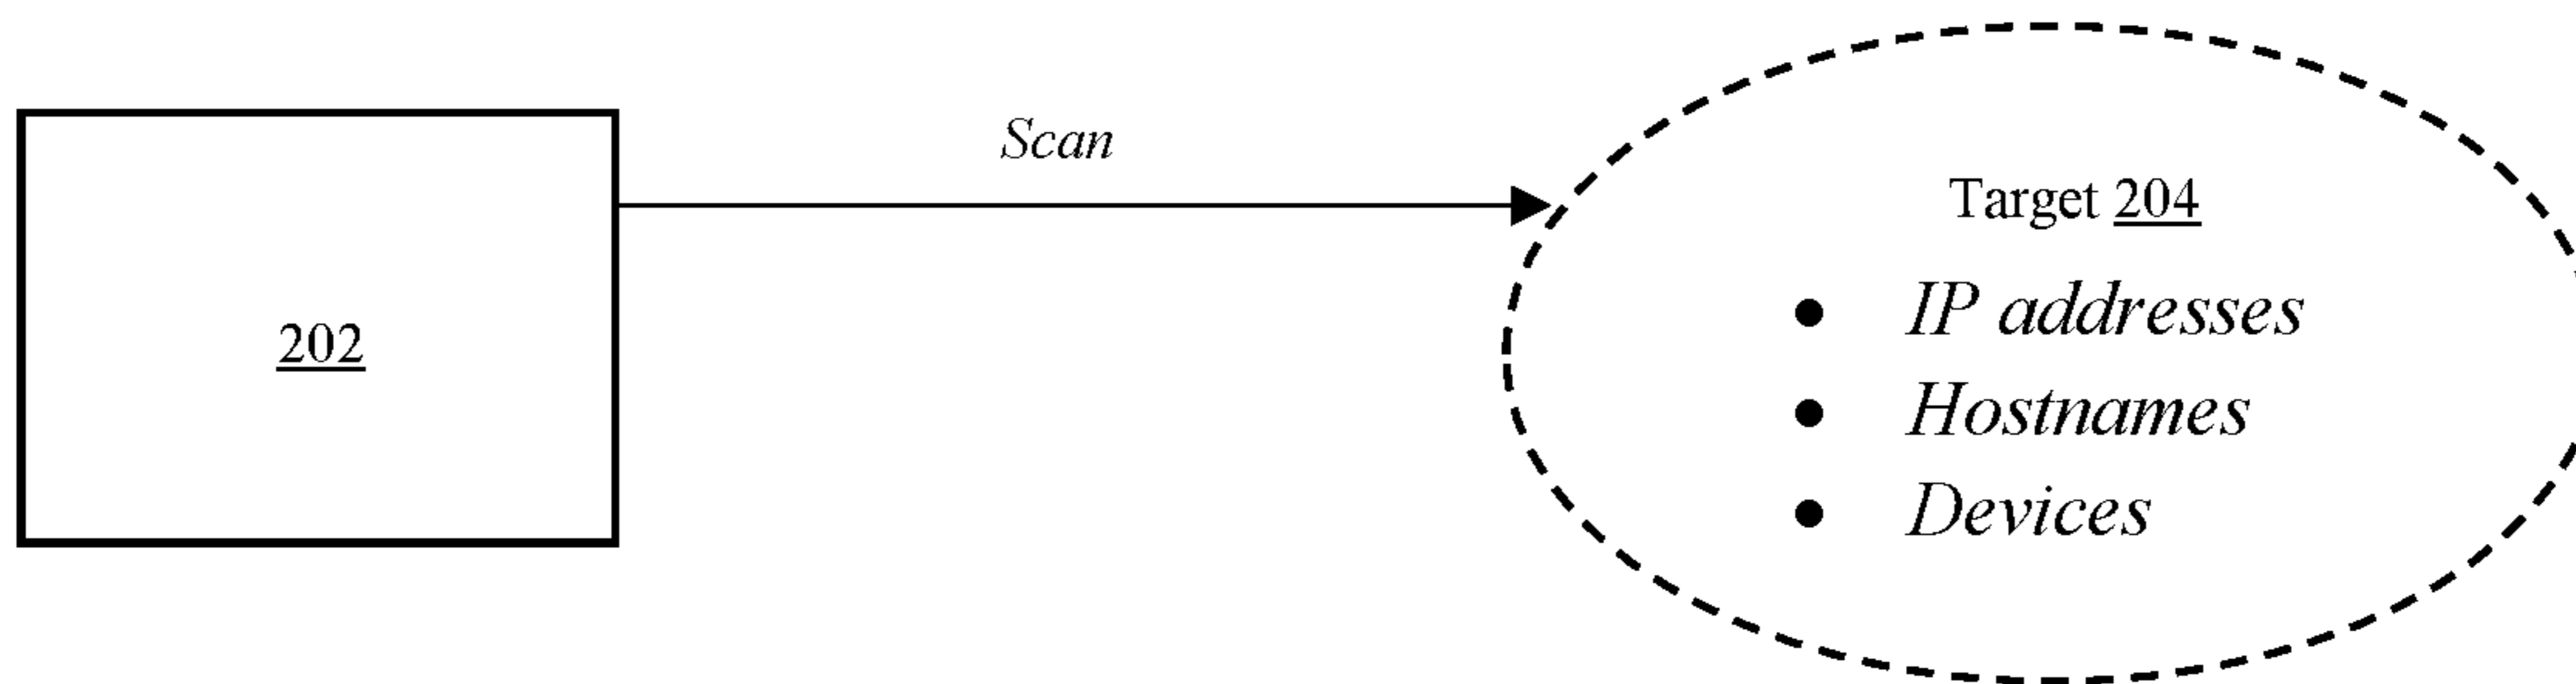 Scan
Target 204
202
• IP addresses
• Hostnames
• Devices